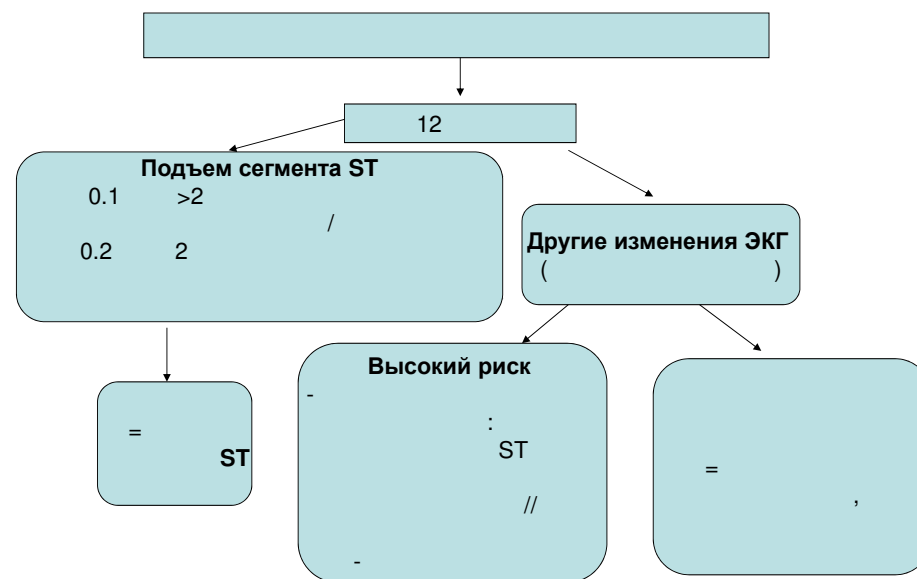 12
Подъем сегмента ST
0.1 >2
/
0.2 2
Другие изменения ЭКГ
( )
=
ST
Высокий риск
-
:
ST
//
-
=
,